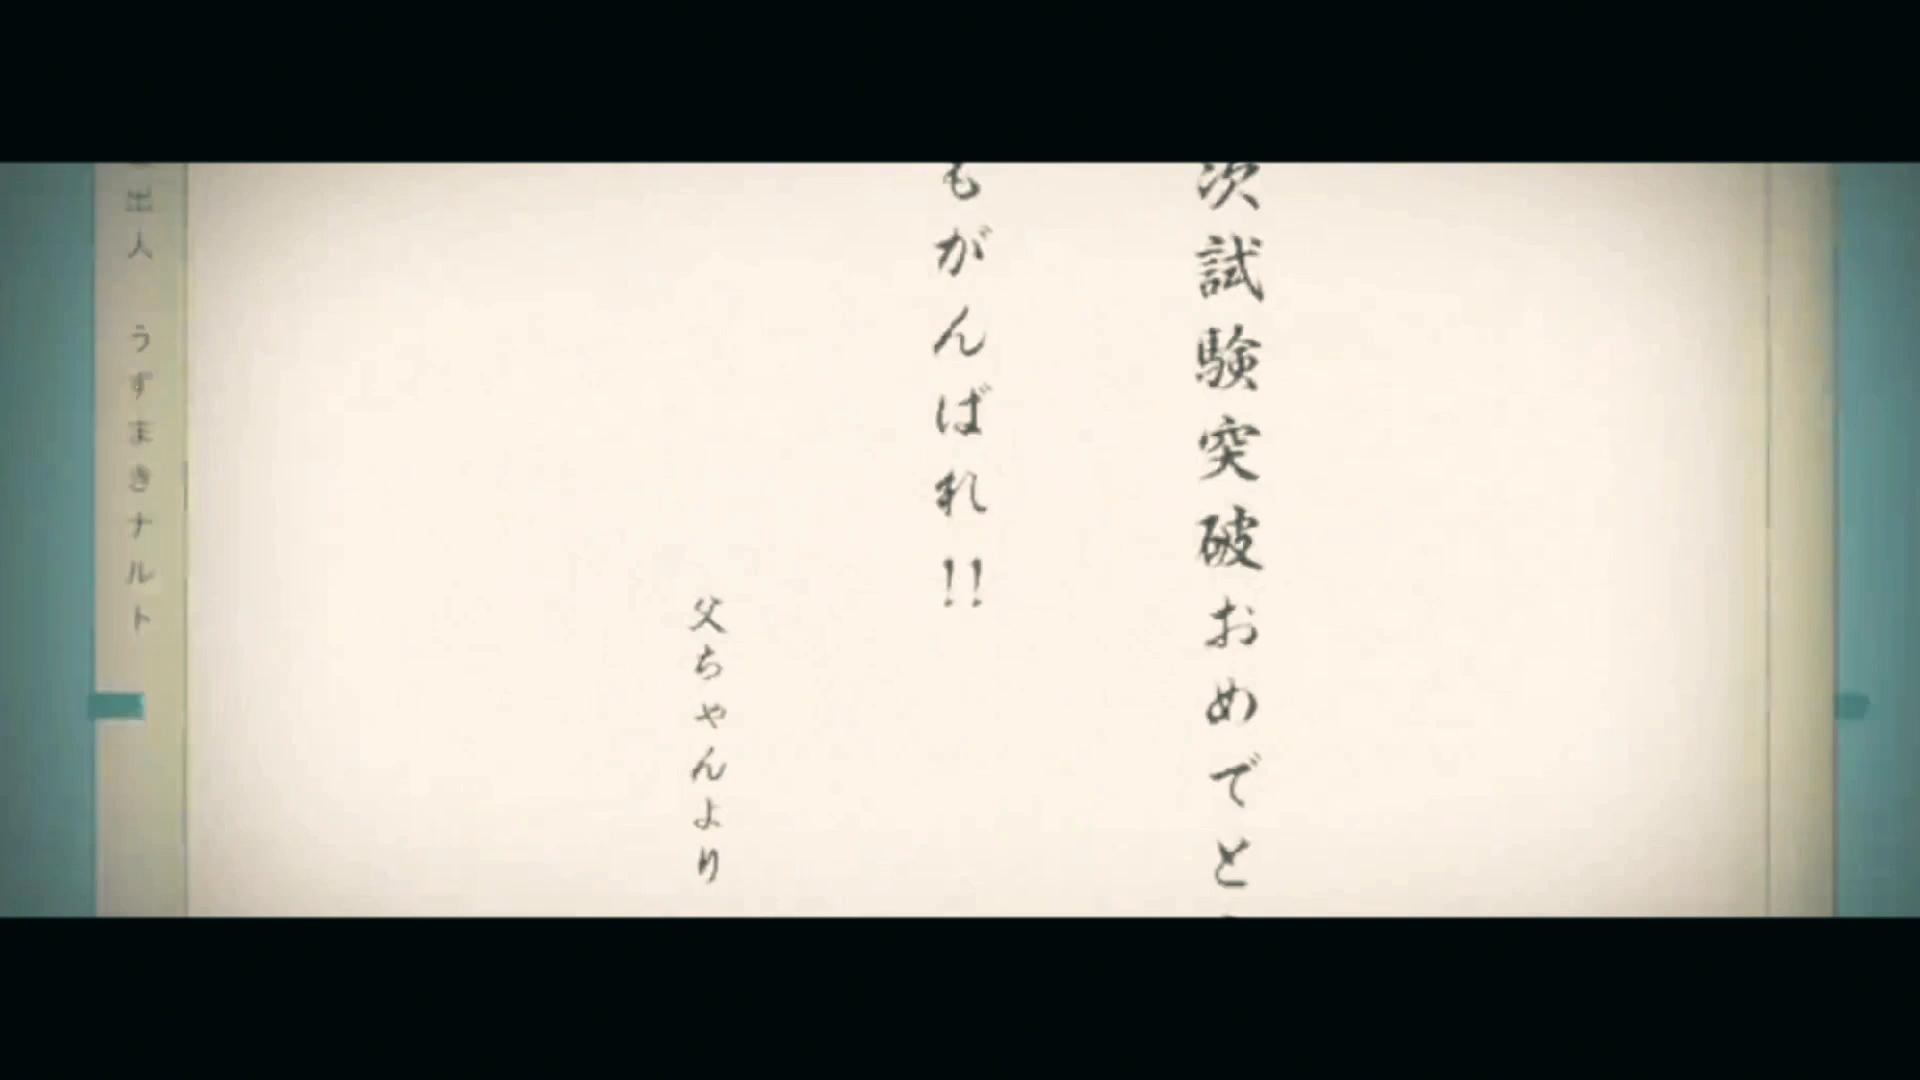 次試験突破おめでと
もがんばれ!!
父ちゃんより
出人 うずまきナルト